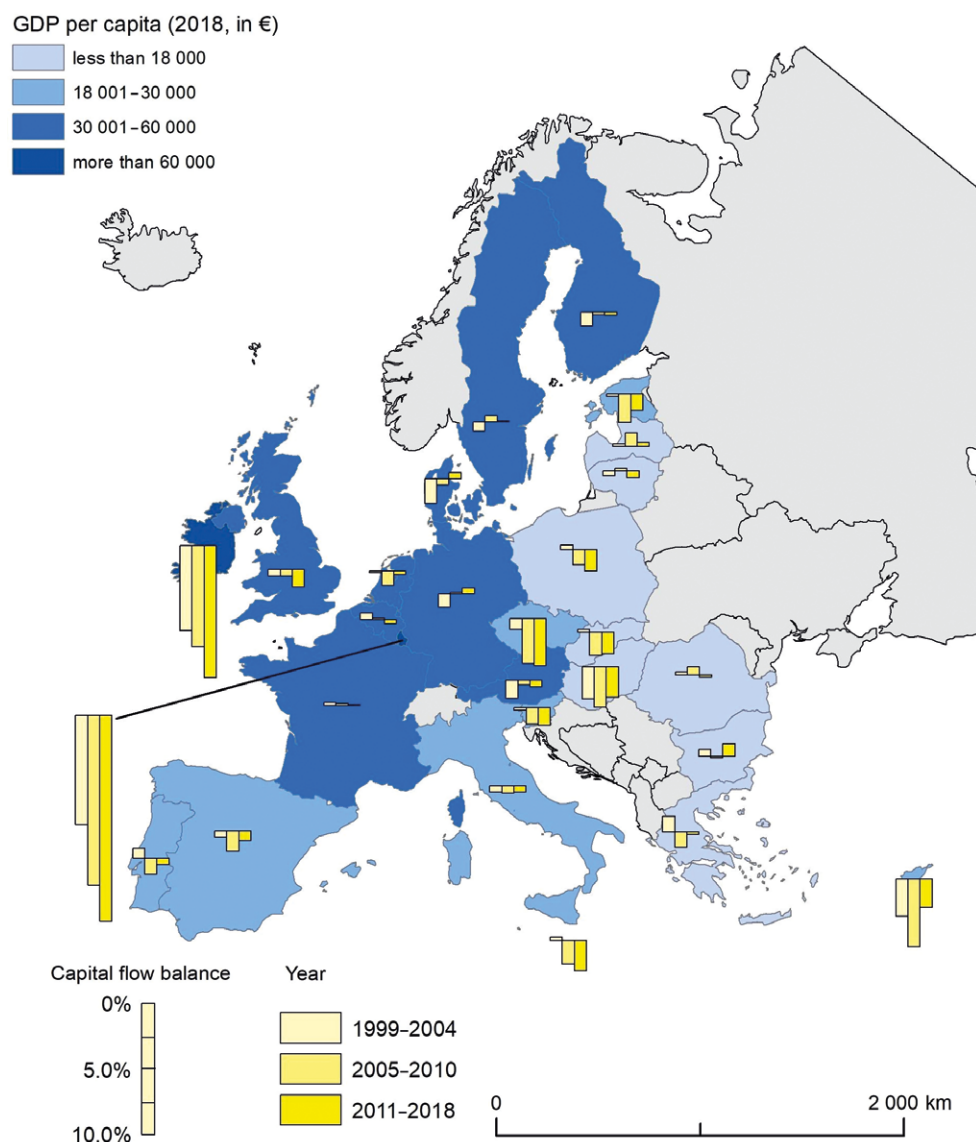 GDP per capita (2018, in €)
less than 18 000
18 001–30 000
30 001–60 000
more than 60 000
Capital flow balance
0%
5.0%
10.0%
Year
1999–2004
2005–2010
2011–2018
0
2 000 km